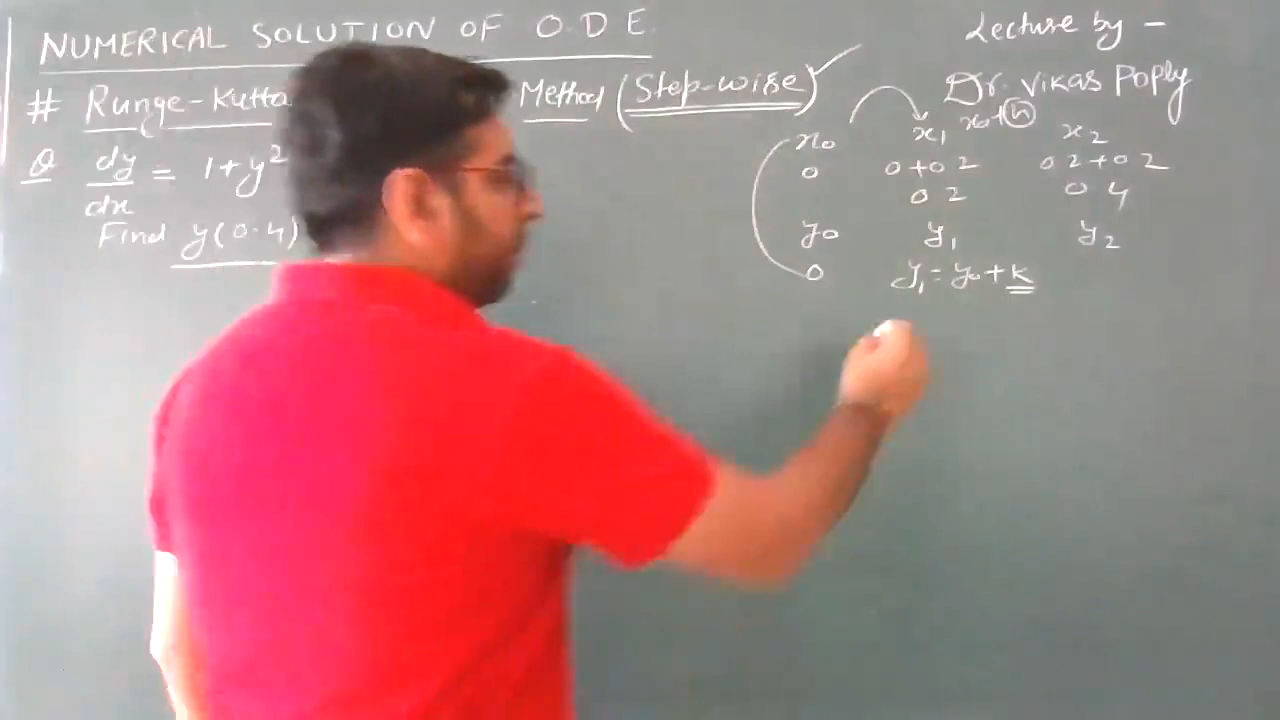 NUMERICAL SOLUTION OF O.D.E.
# Runge-Kutta Method (Step-wise)
Q dy/dx = 1+y²
Find y(0.4)
Lecture by -
Dr. Vikas Poply
x₀ x₁ x₀+h x₂
0 0+0.2 0.2+0.2
0.2 0.4
y₀ y₁ y₂
0 y₁ = y₀ + k